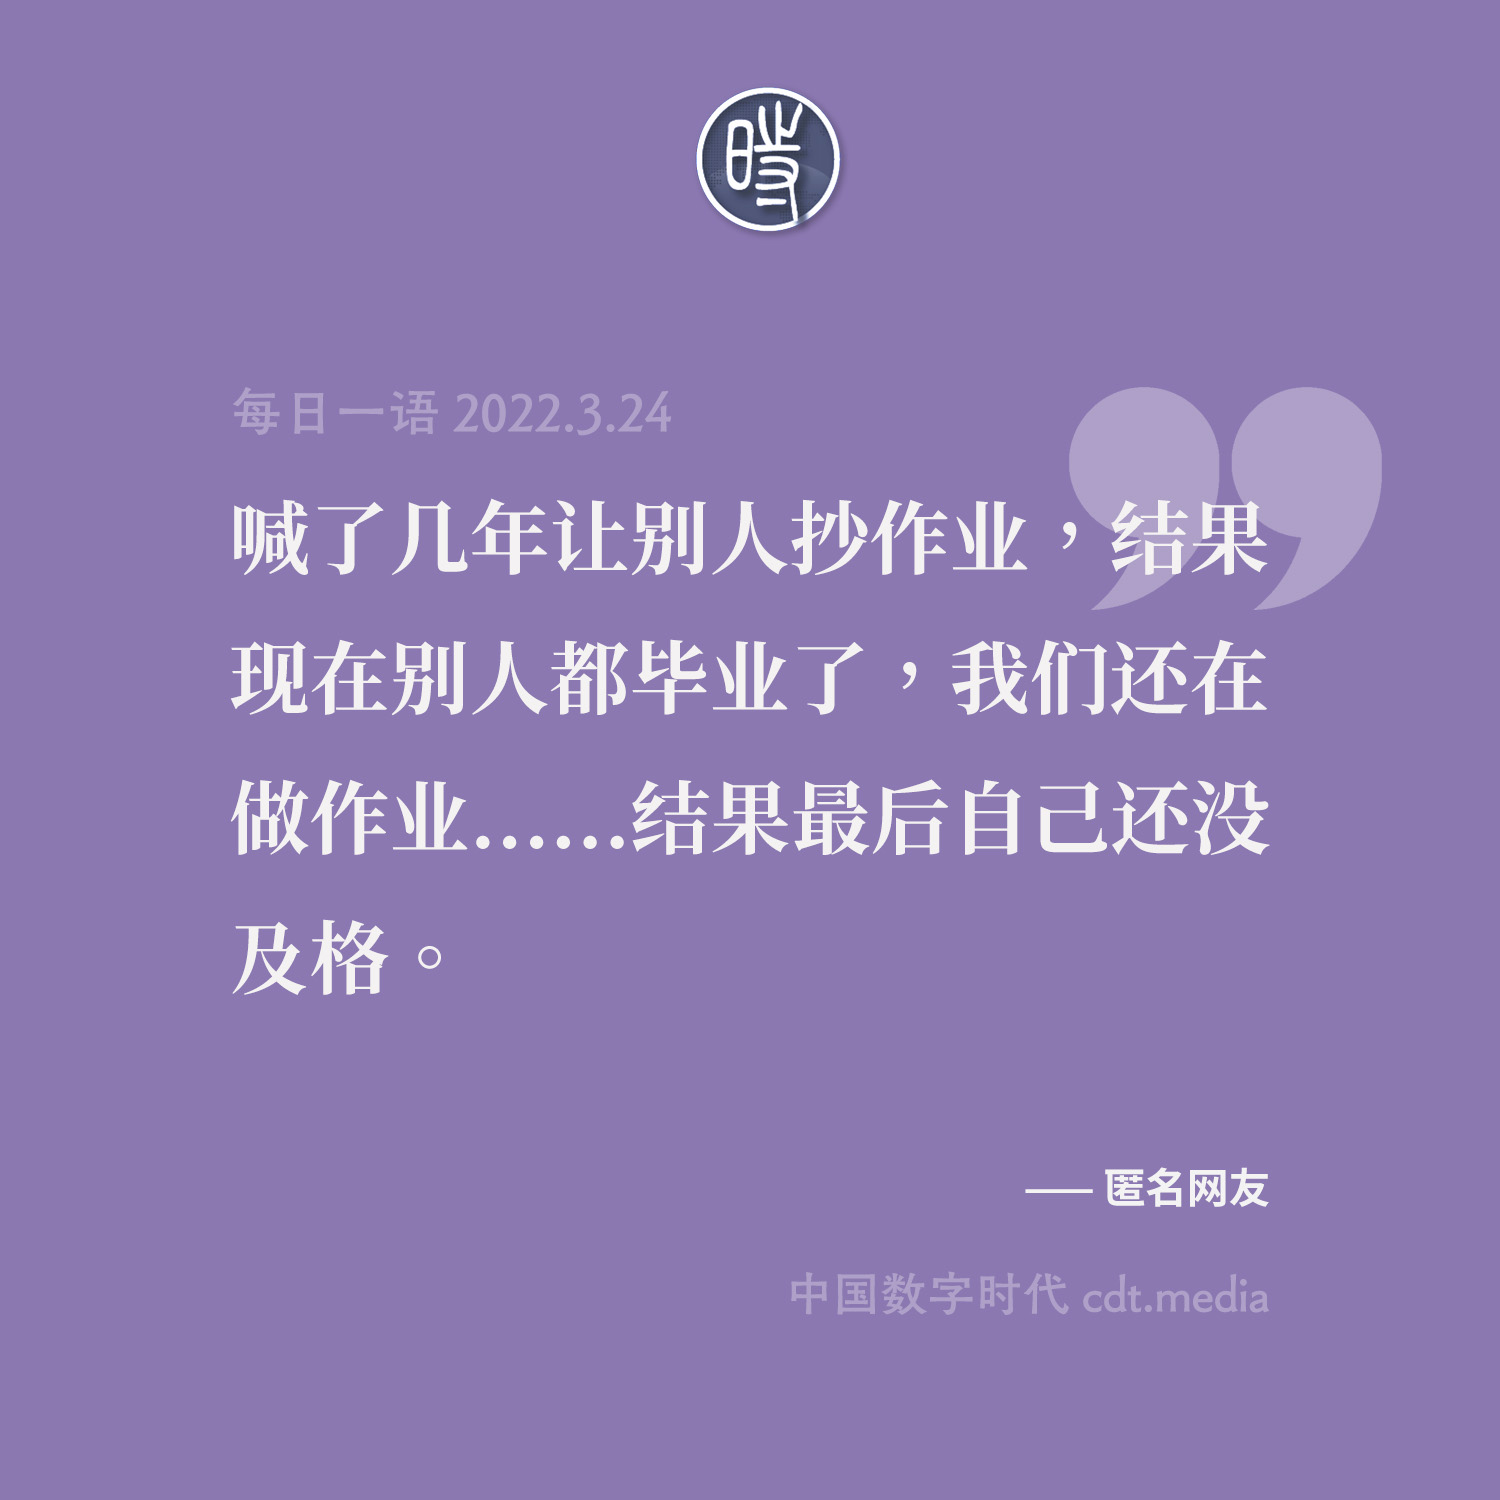 時
每日一语 2022.3.24
喊了几年让别人抄作业，结果
现在别人都毕业了，我们还在
做作业......结果最后自己还没
及格。
—— 匿名网友
中国数字时代 cdt.media